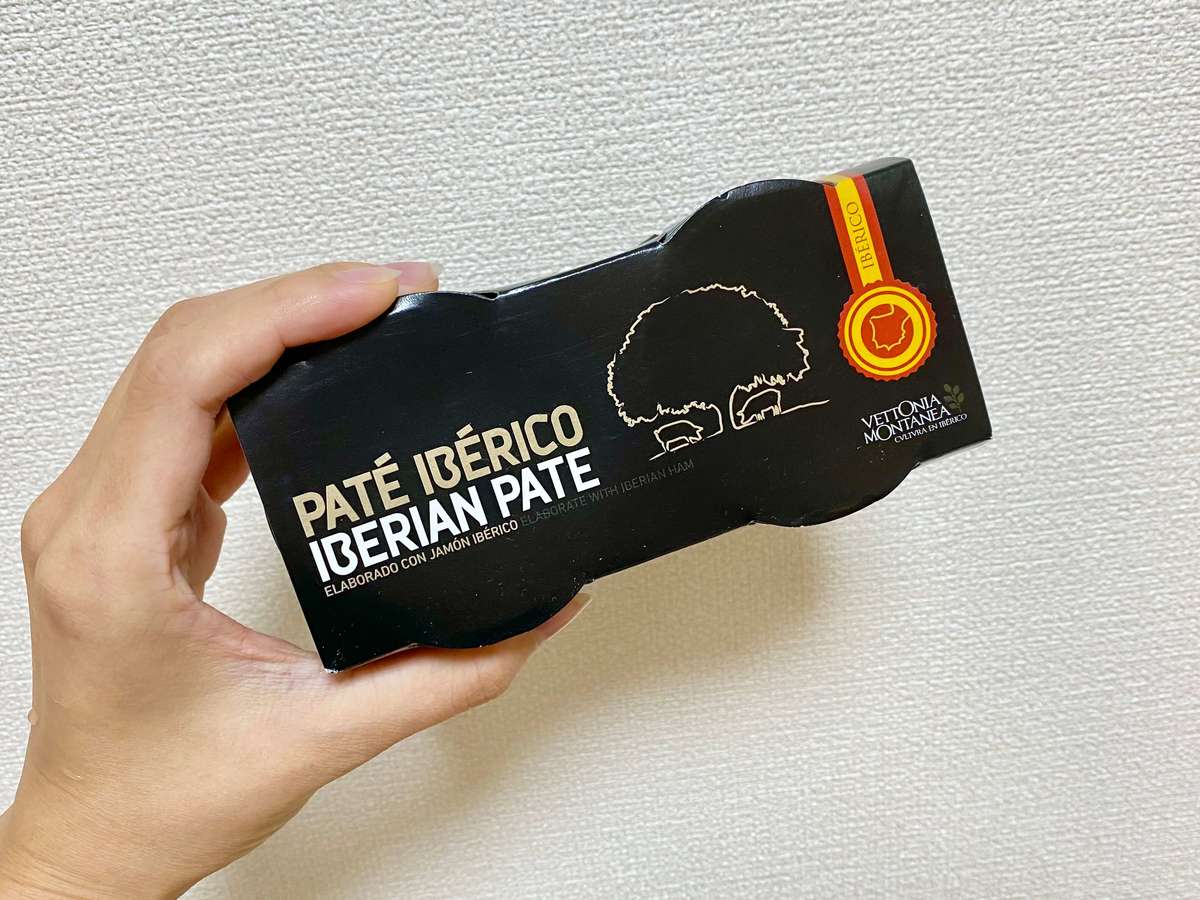 PATÉ IBÉRICO
IBERIAN PATE
ELABORADO CON JAMÓN IBÉRICO ELABORATE WITH IBERIAN HAM
IBÉRICO
VETTONIA
MONTANEA
CVLTVRA EN IBÉRICO